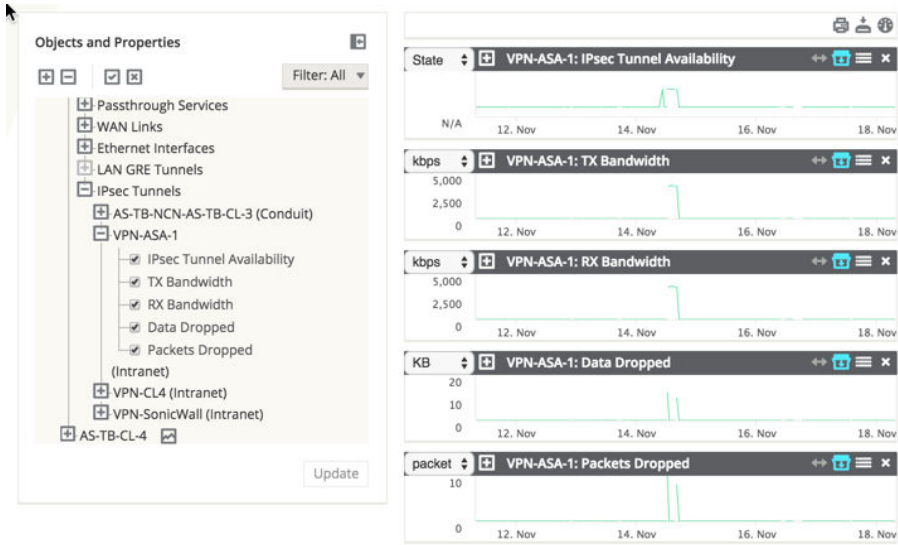 Objects and Properties
Filter: All
Passthrough Services
WAN Links
Ethernet Interfaces
LAN GRE Tunnels
IPsec Tunnels
AS-TB-NCN-AS-TB-CL-3 (Conduit)
VPN-ASA-1
IPsec Tunnel Availability
TX Bandwidth
RX Bandwidth
Data Dropped
Packets Dropped
(Intranet)
VPN-CL4 (Intranet)
VPN-SonicWall (Intranet)
AS-TB-CL-4
Update
State VPN-ASA-1: IPsec Tunnel Availability
N/A
12. Nov 14. Nov 16. Nov 18. Nov
kbps VPN-ASA-1: TX Bandwidth
5,000
2,500
0
12. Nov 14. Nov 16. Nov 18. Nov
kbps VPN-ASA-1: RX Bandwidth
5,000
2,500
0
12. Nov 14. Nov 16. Nov 18. Nov
KB VPN-ASA-1: Data Dropped
20
10
0
12. Nov 14. Nov 16. Nov 18. Nov
packet VPN-ASA-1: Packets Dropped
10
0
12. Nov 14. Nov 16. Nov 18. Nov